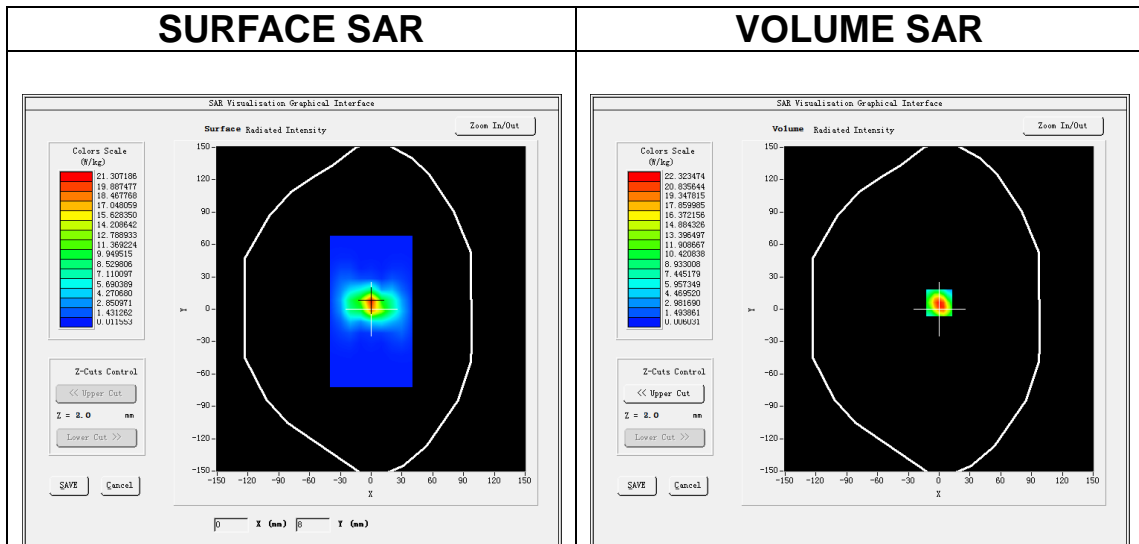 SURFACE SAR
VOLUME SAR
SAR Visualisation Graphical Interface
Surface Radiated Intensity
Zoom In/Out
Colors Scale
(W/kg)
21.307186
19.887477
18.467768
17.048059
15.628350
14.208642
12.788933
11.369224
9.949515
8.529806
7.110097
5.690389
4.270680
2.850971
1.431262
0.011553
150
120
90
60
30
0
-30
-60
-90
-120
-150
Y
-150 -120 -90 -60 -30 0 30 60 90 120 150
X
Z-Cuts Control
<< Upper Cut
Z = 2.0 mm
Lower Cut >>
SAVE Cancel
0 X (mm) 8 Y (mm)
SAR Visualisation Graphical Interface
Volume Radiated Intensity
Zoom In/Out
Colors Scale
(W/kg)
22.323474
20.835644
19.347815
17.859985
16.372156
14.884326
13.396497
11.908667
10.420838
8.933008
7.445179
5.957349
4.469520
2.981690
1.493861
0.006031
150
120
90
60
30
0
-30
-60
-90
-120
-150
Y
-150 -120 -90 -60 -30 0 30 60 90 120 150
X
Z-Cuts Control
<< Upper Cut
Z = 2.0 mm
Lower Cut >>
SAVE Cancel